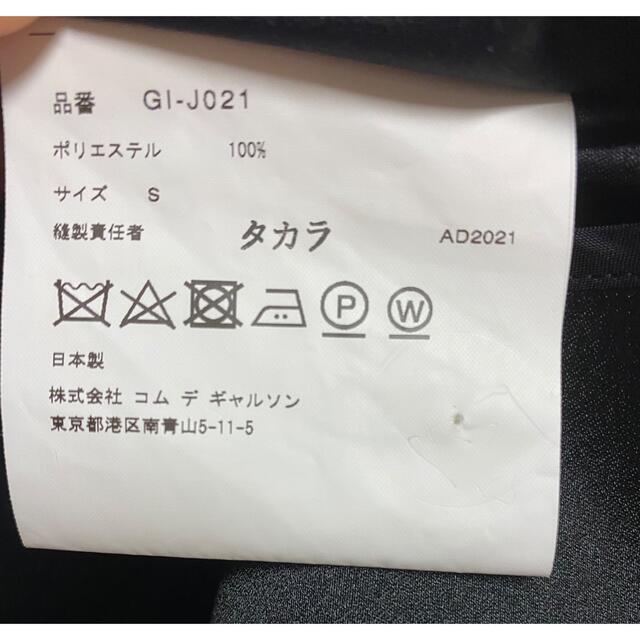 品番 GI-J021
ポリエステル 100%
サイズ S
縫製責任者 タカラ AD2021
P W
日本製
株式会社 コム デ ギャルソン
東京都港区南青山5-11-5